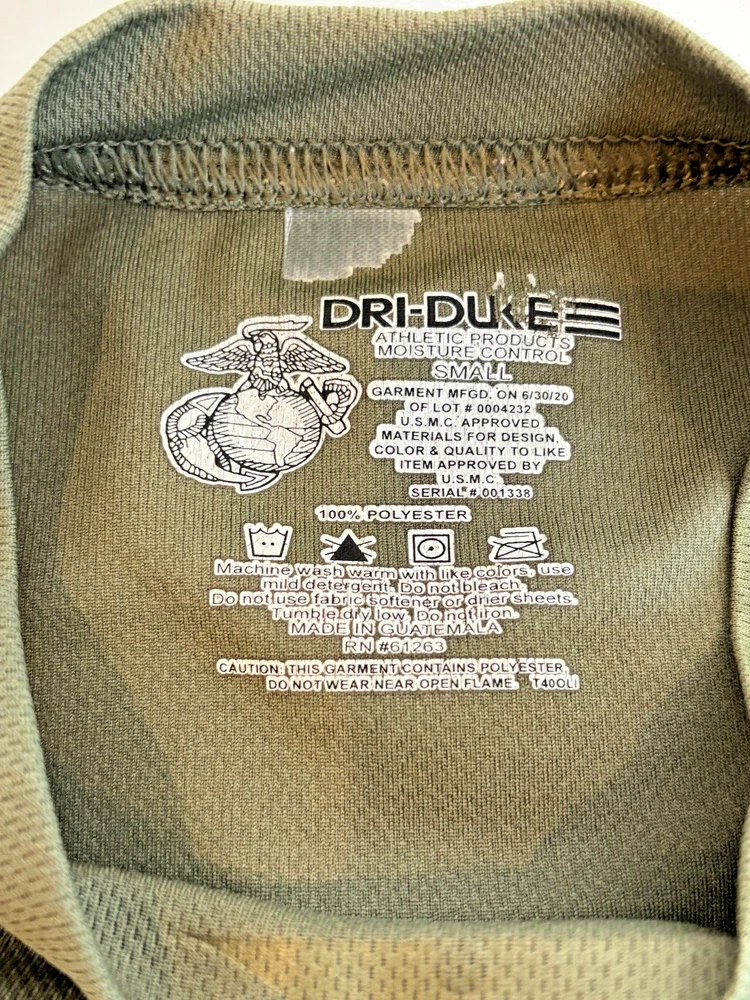 DRI-DUKE
ATHLETIC PRODUCTS
MOISTURE CONTROL
SMALL
GARMENT MFGD. ON 6/30/20
OF LOT # 0004232
U.S.M.C. APPROVED
MATERIALS FOR DESIGN,
COLOR & QUALITY TO LIKE
ITEM APPROVED BY
U.S.M.C.
SERIAL # 001338
100% POLYESTER
Machine wash warm with like colors, use
mild detergent. Do not bleach.
Do not use fabric softener or drier sheets.
Tumble dry low. Do not iron.
MADE IN GUATEMALA
RN #61263
CAUTION: THIS GARMENT CONTAINS POLYESTER,
DO NOT WEAR NEAR OPEN FLAME. T40OLI